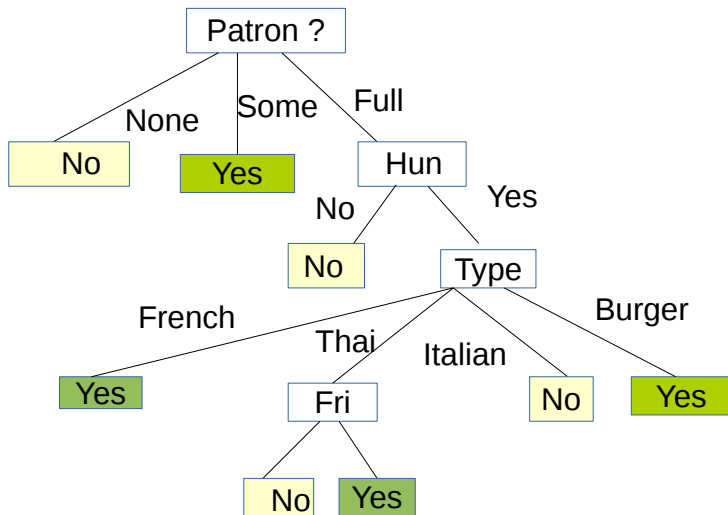 Patron ?
None
Some
Full
No
Yes
Hun
No
Yes
No
Type
French
Thai
Italian
Burger
Yes
Fri
No
Yes
No
Yes